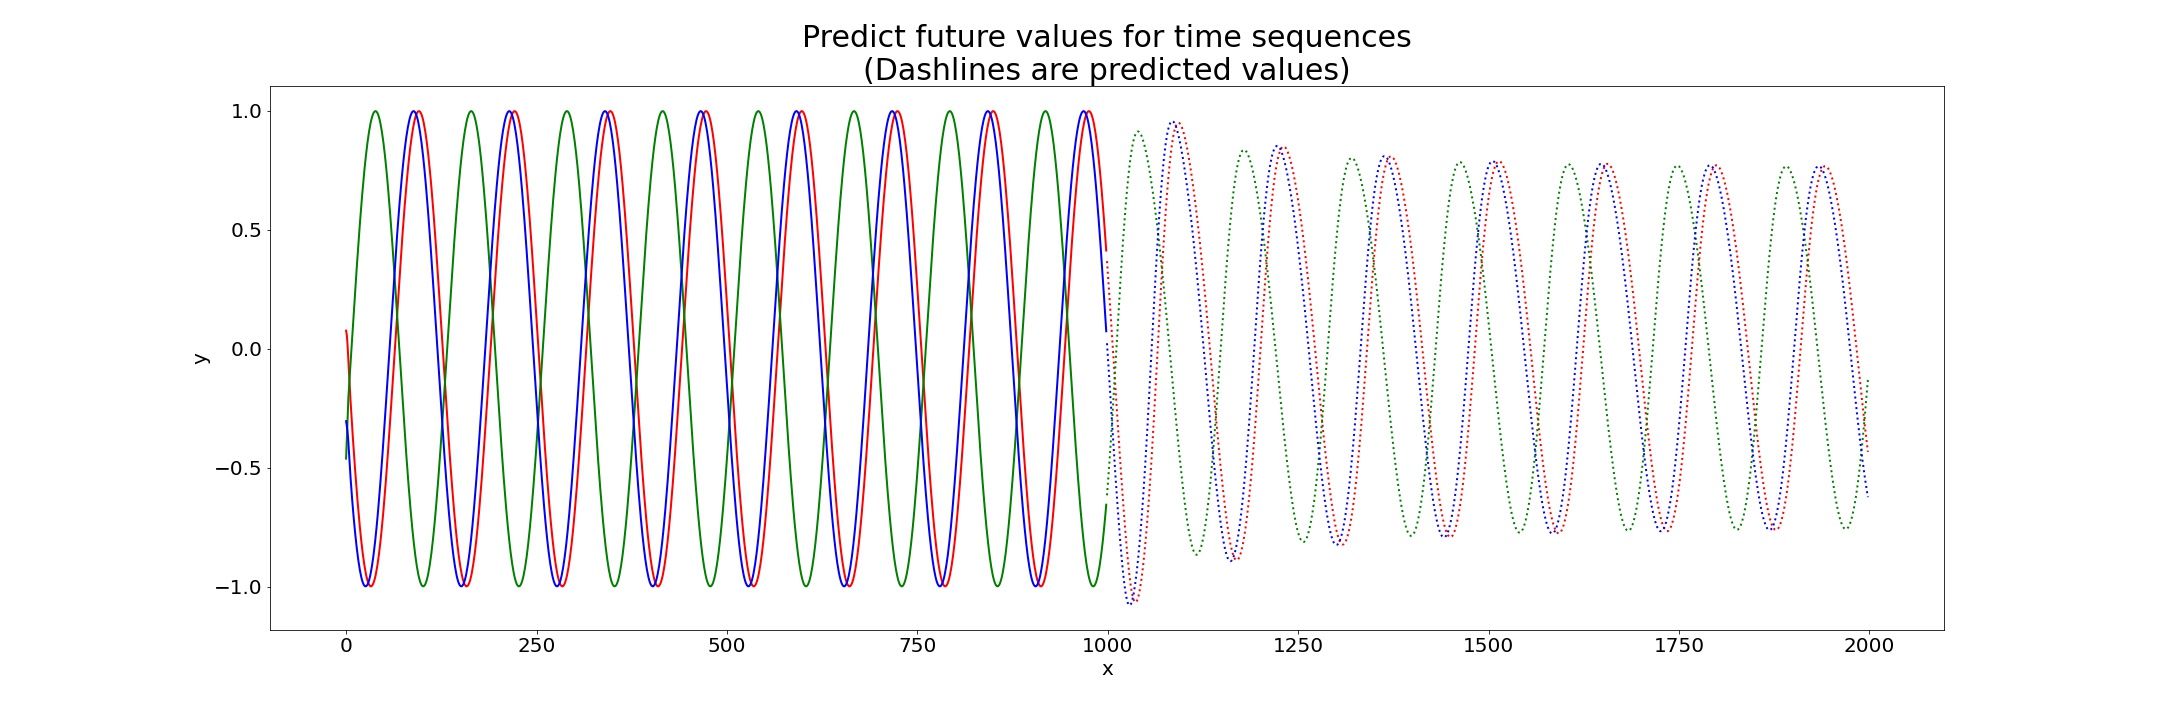 Predict future values for time sequences
(Dashlines are predicted values)
1.0
0.5
0.0
−0.5
−1.0
y
0 250 500 750 1000 1250 1500 1750 2000
x